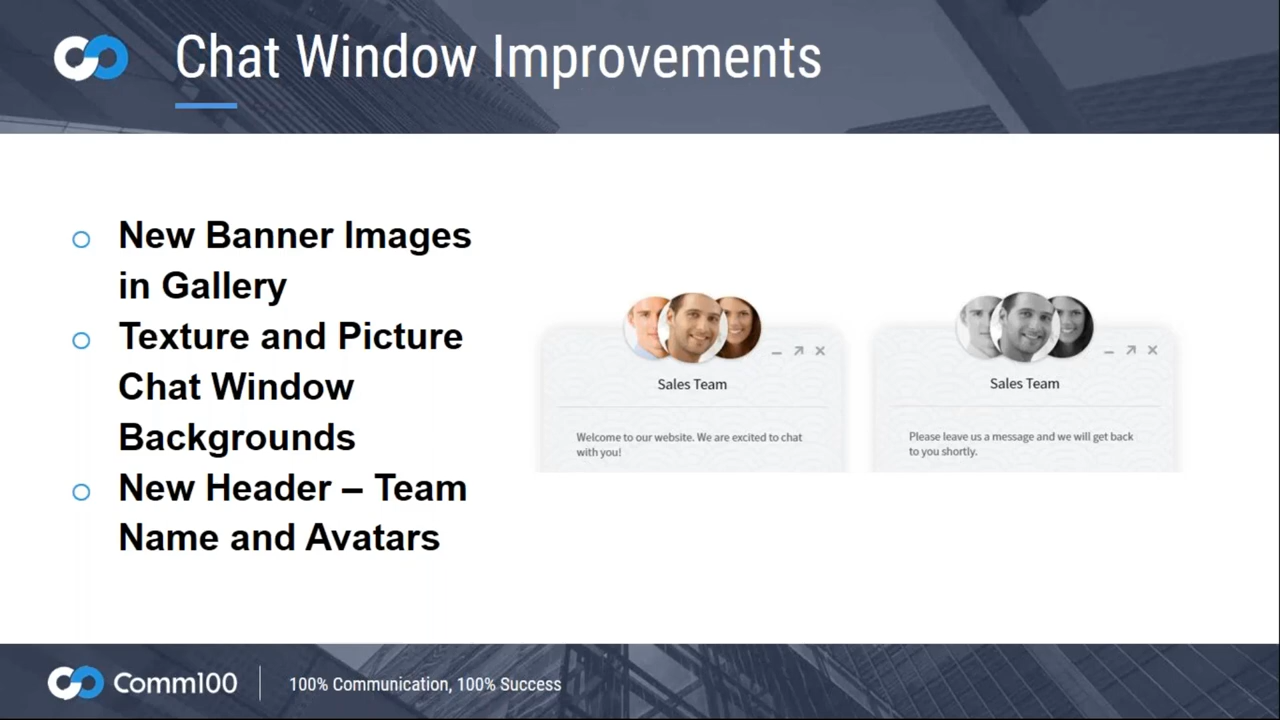 Chat Window Improvements
New Banner Images
in Gallery
Texture and Picture
Chat Window
Backgrounds
New Header – Team
Name and Avatars
Sales Team
Welcome to our website. We are excited to chat
with you!
Sales Team
Please leave us a message and we will get back
to you shortly.
Comm100
100% Communication, 100% Success